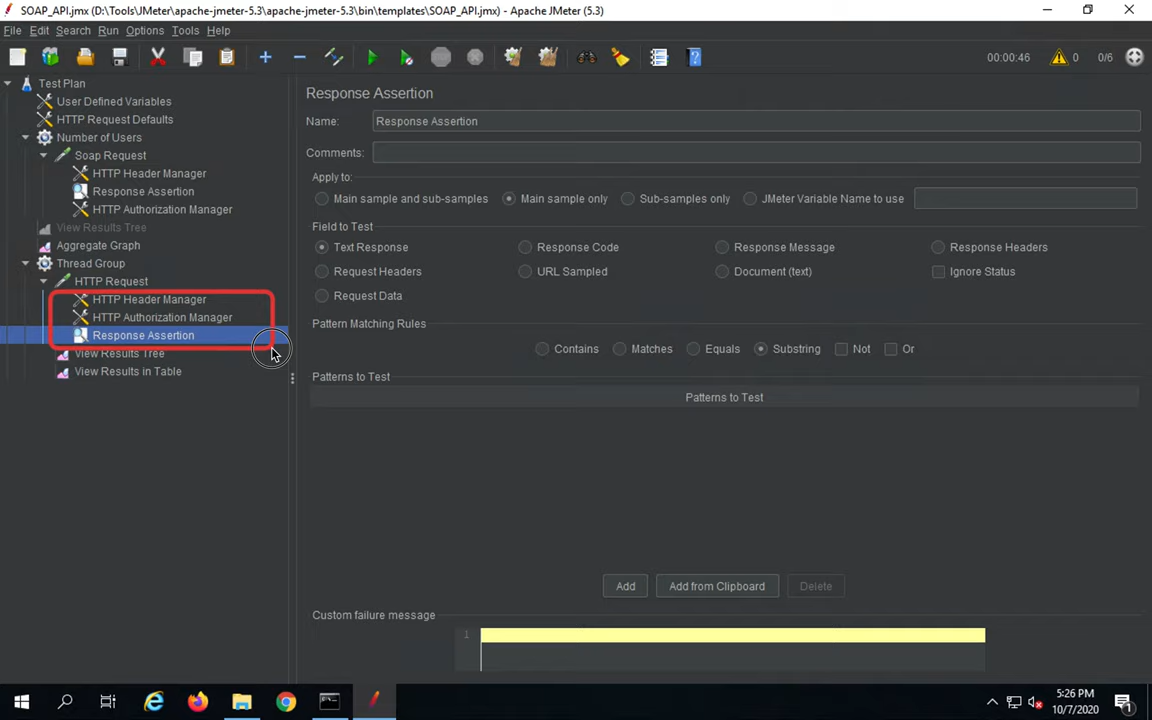 SOAP_API.jmx (D:\Tools\JMeter\apache-jmeter-5.3\apache-jmeter-5.3\bin\templates\SOAP_API.jmx) - Apache JMeter (5.3)
File Edit Search Run Options Tools Help
00:00:46 0 0/6
Test Plan
User Defined Variables
HTTP Request Defaults
Number of Users
Soap Request
HTTP Header Manager
Response Assertion
HTTP Authorization Manager
View Results Tree
Aggregate Graph
Thread Group
HTTP Request
HTTP Header Manager
HTTP Authorization Manager
Response Assertion
View Results Tree
View Results in Table
Response Assertion
Name: Response Assertion
Comments:
Apply to:
Main sample and sub-samples Main sample only Sub-samples only JMeter Variable Name to use
Field to Test
Text Response Response Code Response Message Response Headers
Request Headers URL Sampled Document (text) Ignore Status
Request Data
Pattern Matching Rules
Contains Matches Equals Substring Not Or
Patterns to Test
Patterns to Test
Add Add from Clipboard Delete
Custom failure message
1
5:26 PM
10/7/2020
1